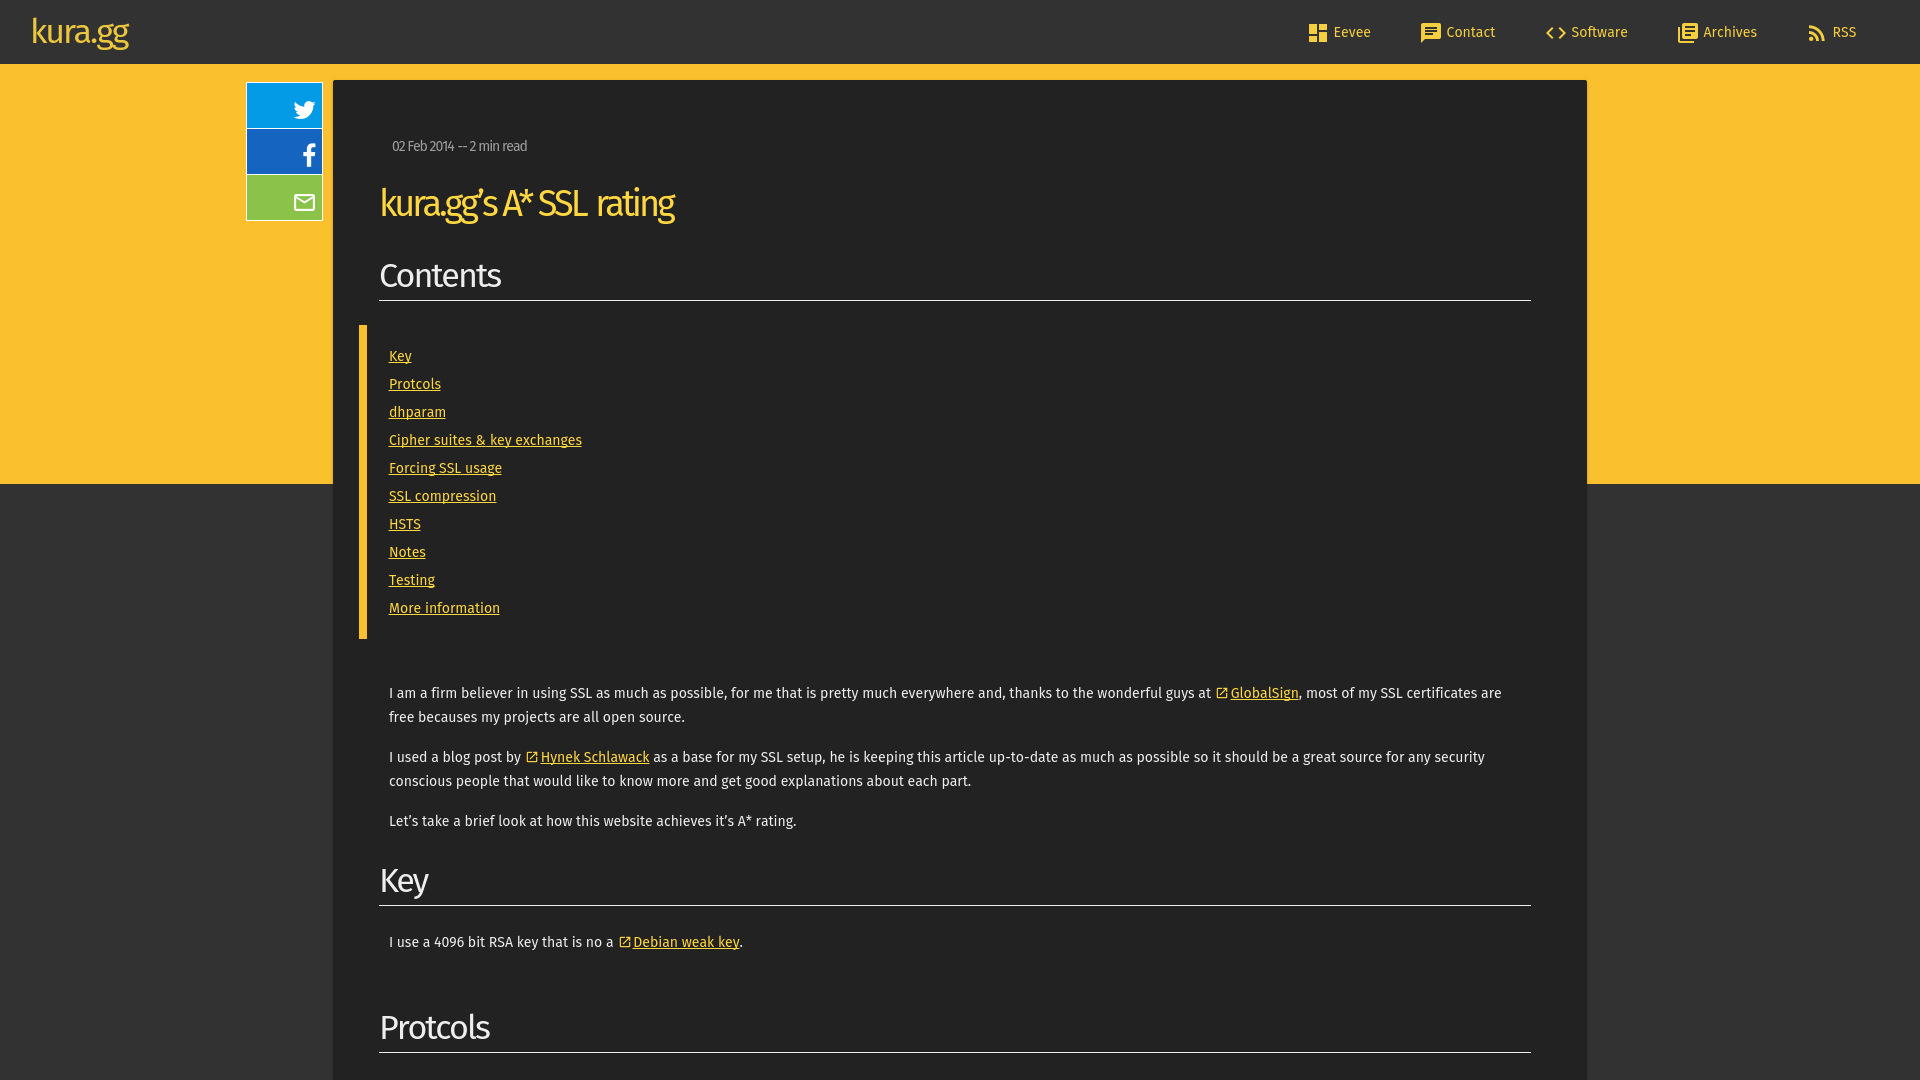 kura.gg
Eevee
Contact
Software
Archives
RSS
02 Feb 2014 -- 2 min read
kura.gg’s A* SSL rating
Contents
Key
Protcols
dhparam
Cipher suites & key exchanges
Forcing SSL usage
SSL compression
HSTS
Notes
Testing
More information
I am a firm believer in using SSL as much as possible, for me that is pretty much everywhere and, thanks to the wonderful guys at GlobalSign, most of my SSL certificates are
free becauses my projects are all open source.
I used a blog post by Hynek Schlawack as a base for my SSL setup, he is keeping this article up-to-date as much as possible so it should be a great source for any security
conscious people that would like to know more and get good explanations about each part.
Let’s take a brief look at how this website achieves it’s A* rating.
Key
I use a 4096 bit RSA key that is no a Debian weak key.
Protcols